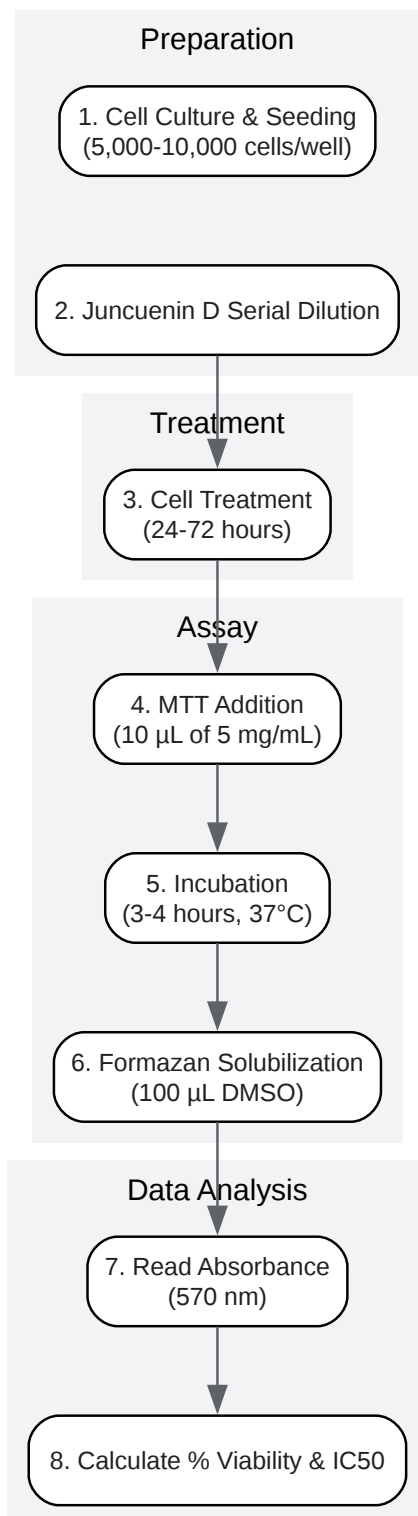 Preparation
1. Cell Culture & Seeding
(5,000-10,000 cells/well)
2. Juncuenin D Serial Dilution
Treatment
3. Cell Treatment
(24-72 hours)
Assay
4. MTT Addition
(10 µL of 5 mg/mL)
5. Incubation
(3-4 hours, 37°C)
6. Formazan Solubilization
(100 µL DMSO)
Data Analysis
7. Read Absorbance
(570 nm)
8. Calculate % Viability & IC50